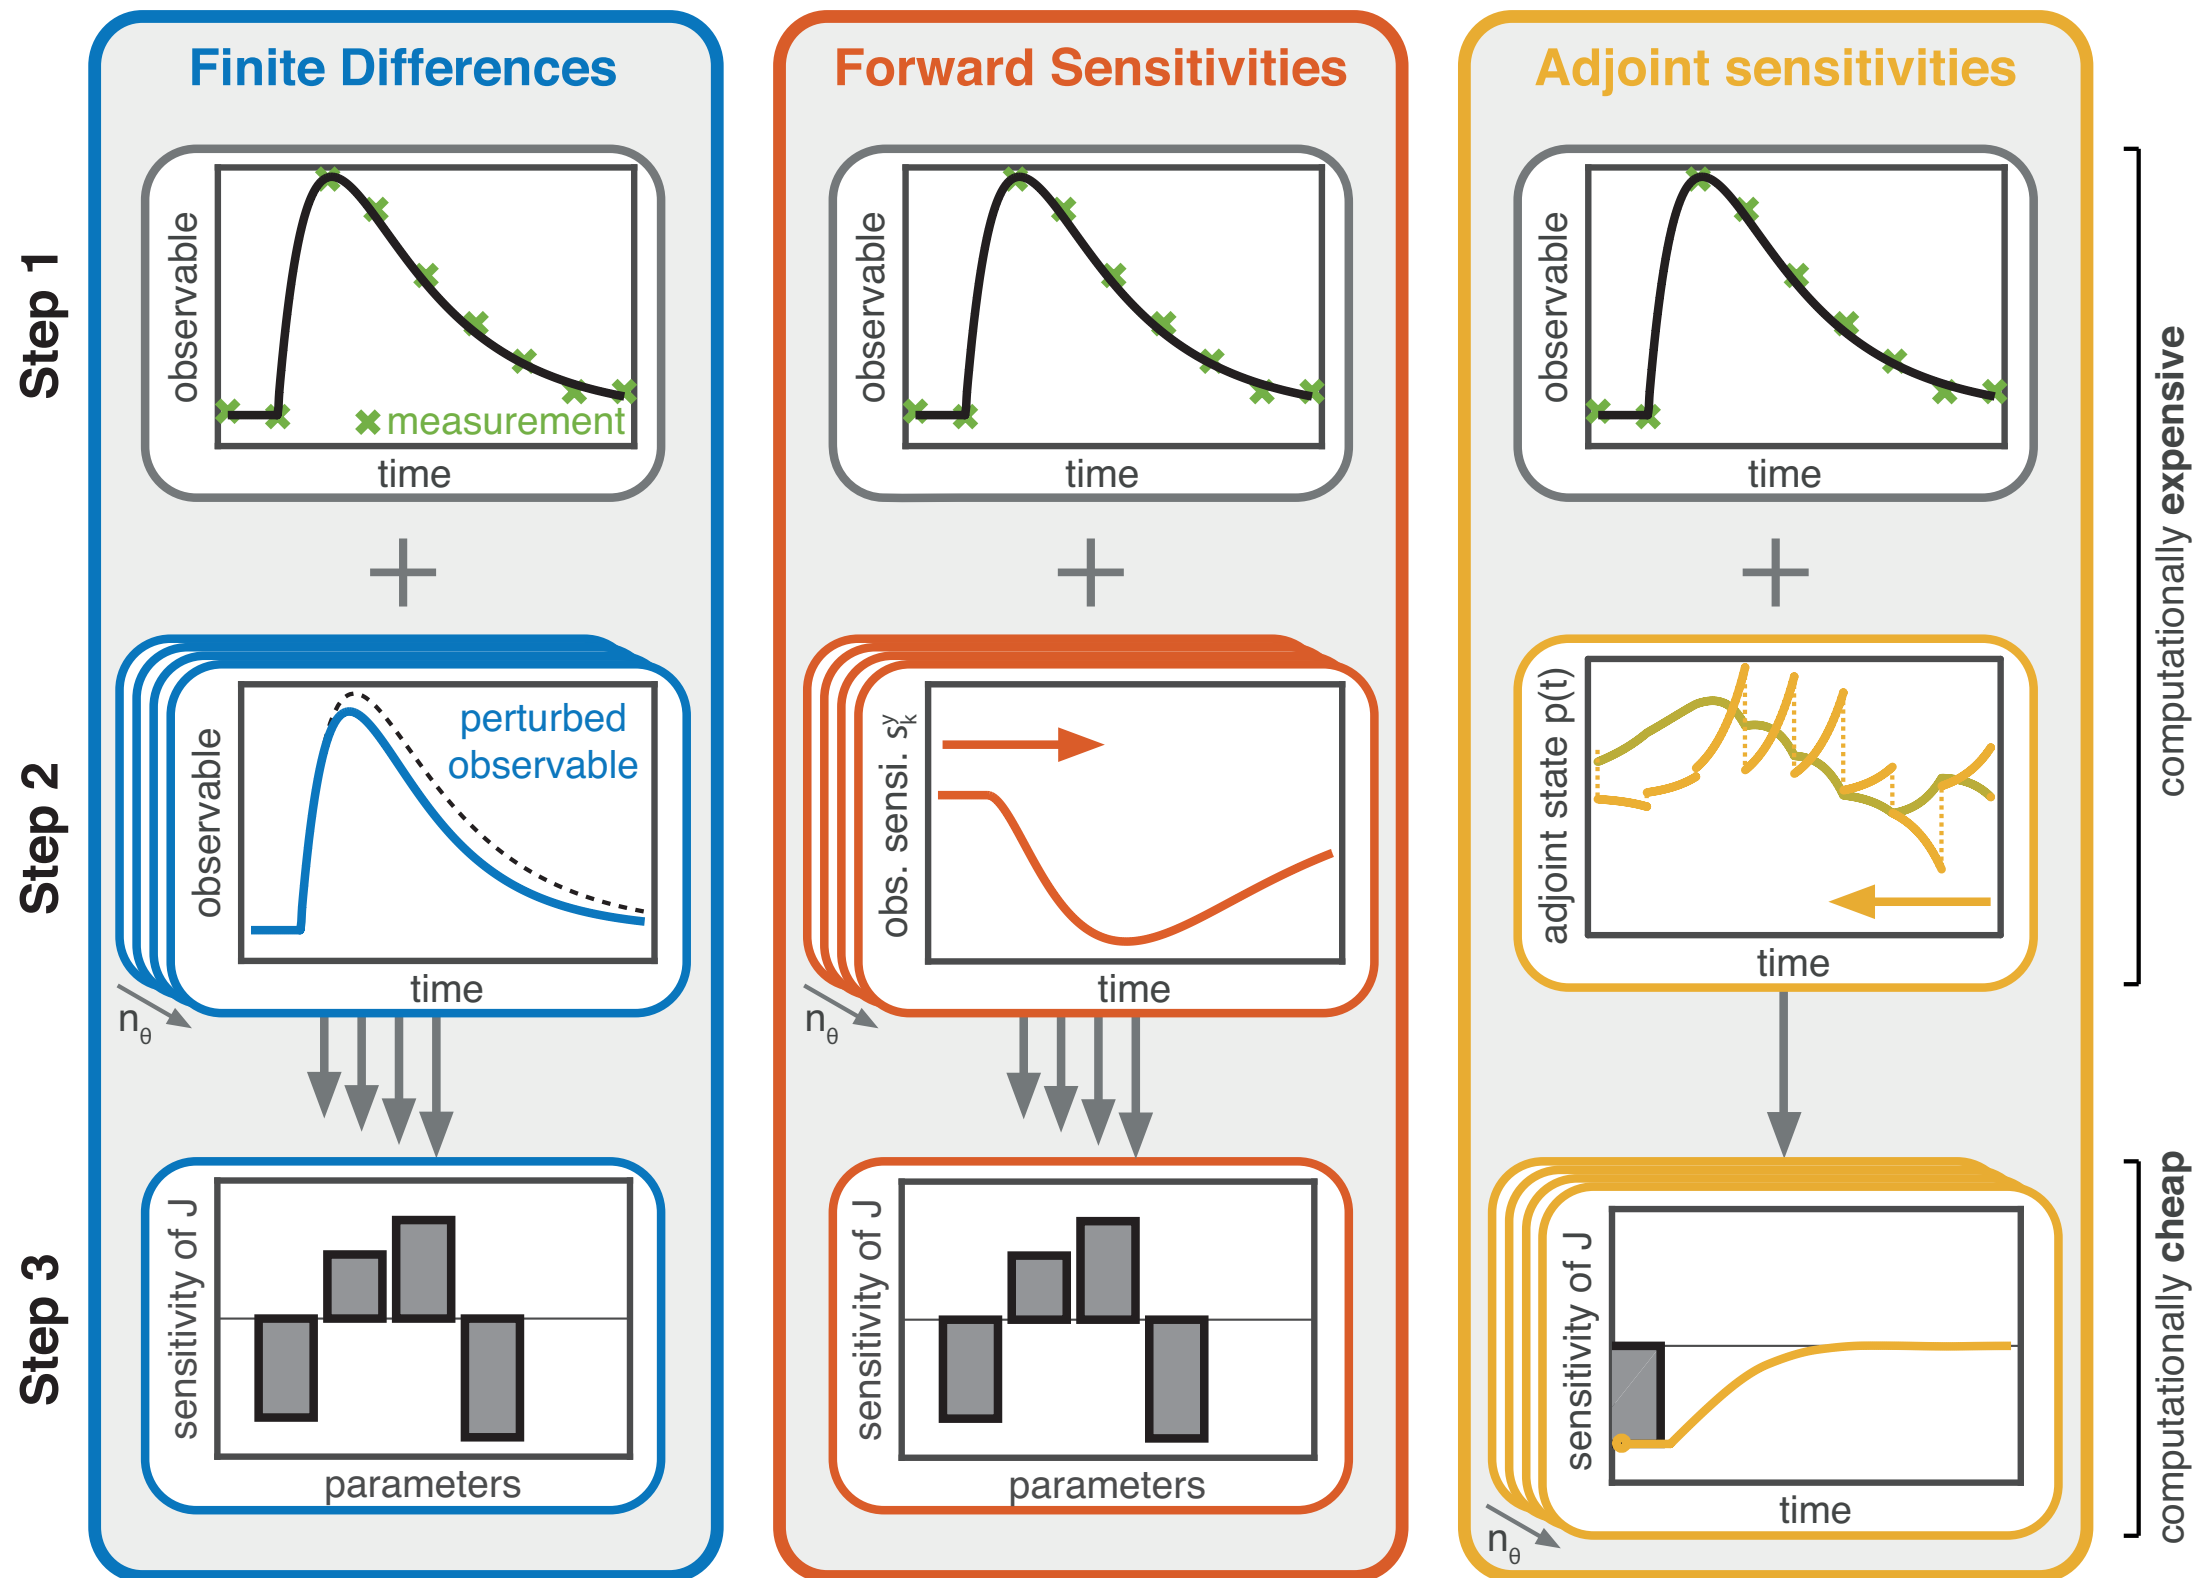 Finite Differences
Forward Sensitivities
Adjoint sensitivities
Step 1
observable
measurement
time
observable
time
observable
time
computationally expensive
Step 2
observable
perturbed
observable
time
nθ
obs. sensi. s_k^y
time
nθ
adjoint state p(t)
time
Step 3
sensitivity of J
parameters
sensitivity of J
parameters
sensitivity of J
time
nθ
computationally cheap